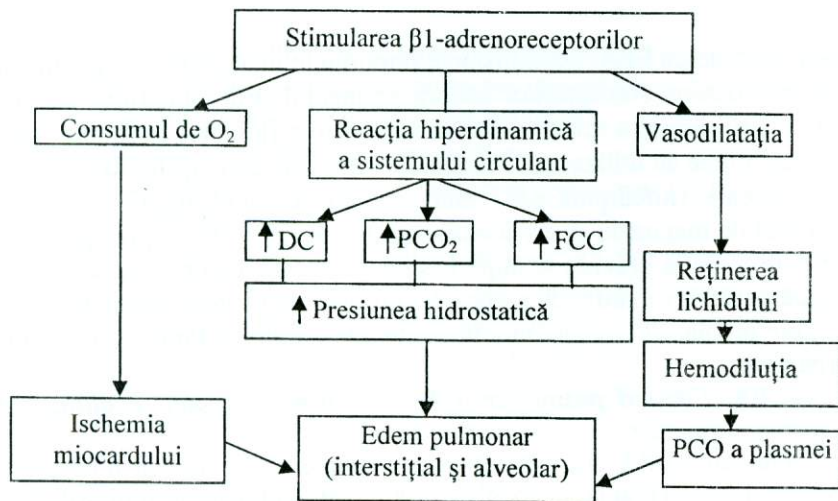 Stimularea β1-adrenoreceptorilor
Consumul de O₂
Reacția hiperdinamică
a sistemului circulant
Vasodilatația
↑ DC
↑ PCO₂
↑ FCC
↑ Presiunea hidrostatică
Reținerea
lichidului
Hemodiluția
Ischemia
miocardului
Edem pulmonar
(interstițial și alveolar)
PCO a plasmei